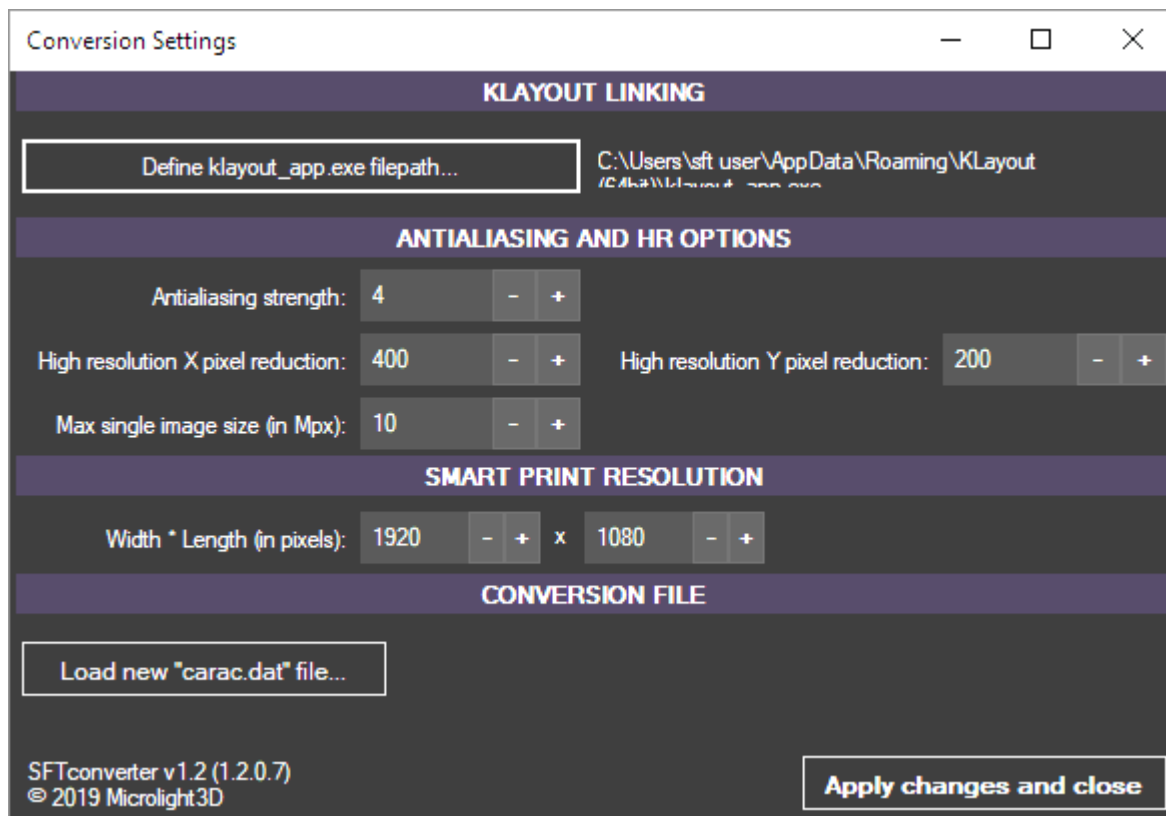 Conversion Settings
KLAYOUT LINKING
Define klayout_app.exe filepath...
C:\Users\sft user\AppData\Roaming\KLayout
(64bit)\klayout_app.exe
ANTIALIASING AND HR OPTIONS
Antialiasing strength: 4 - +
High resolution X pixel reduction: 400 - + High resolution Y pixel reduction: 200 - +
Max single image size (in Mpx): 10 - +
SMART PRINT RESOLUTION
Width * Length (in pixels): 1920 - + x 1080 - +
CONVERSION FILE
Load new "carac.dat" file...
SFTconverter v1.2 (1.2.0.7)
© 2019 Microlight3D
Apply changes and close